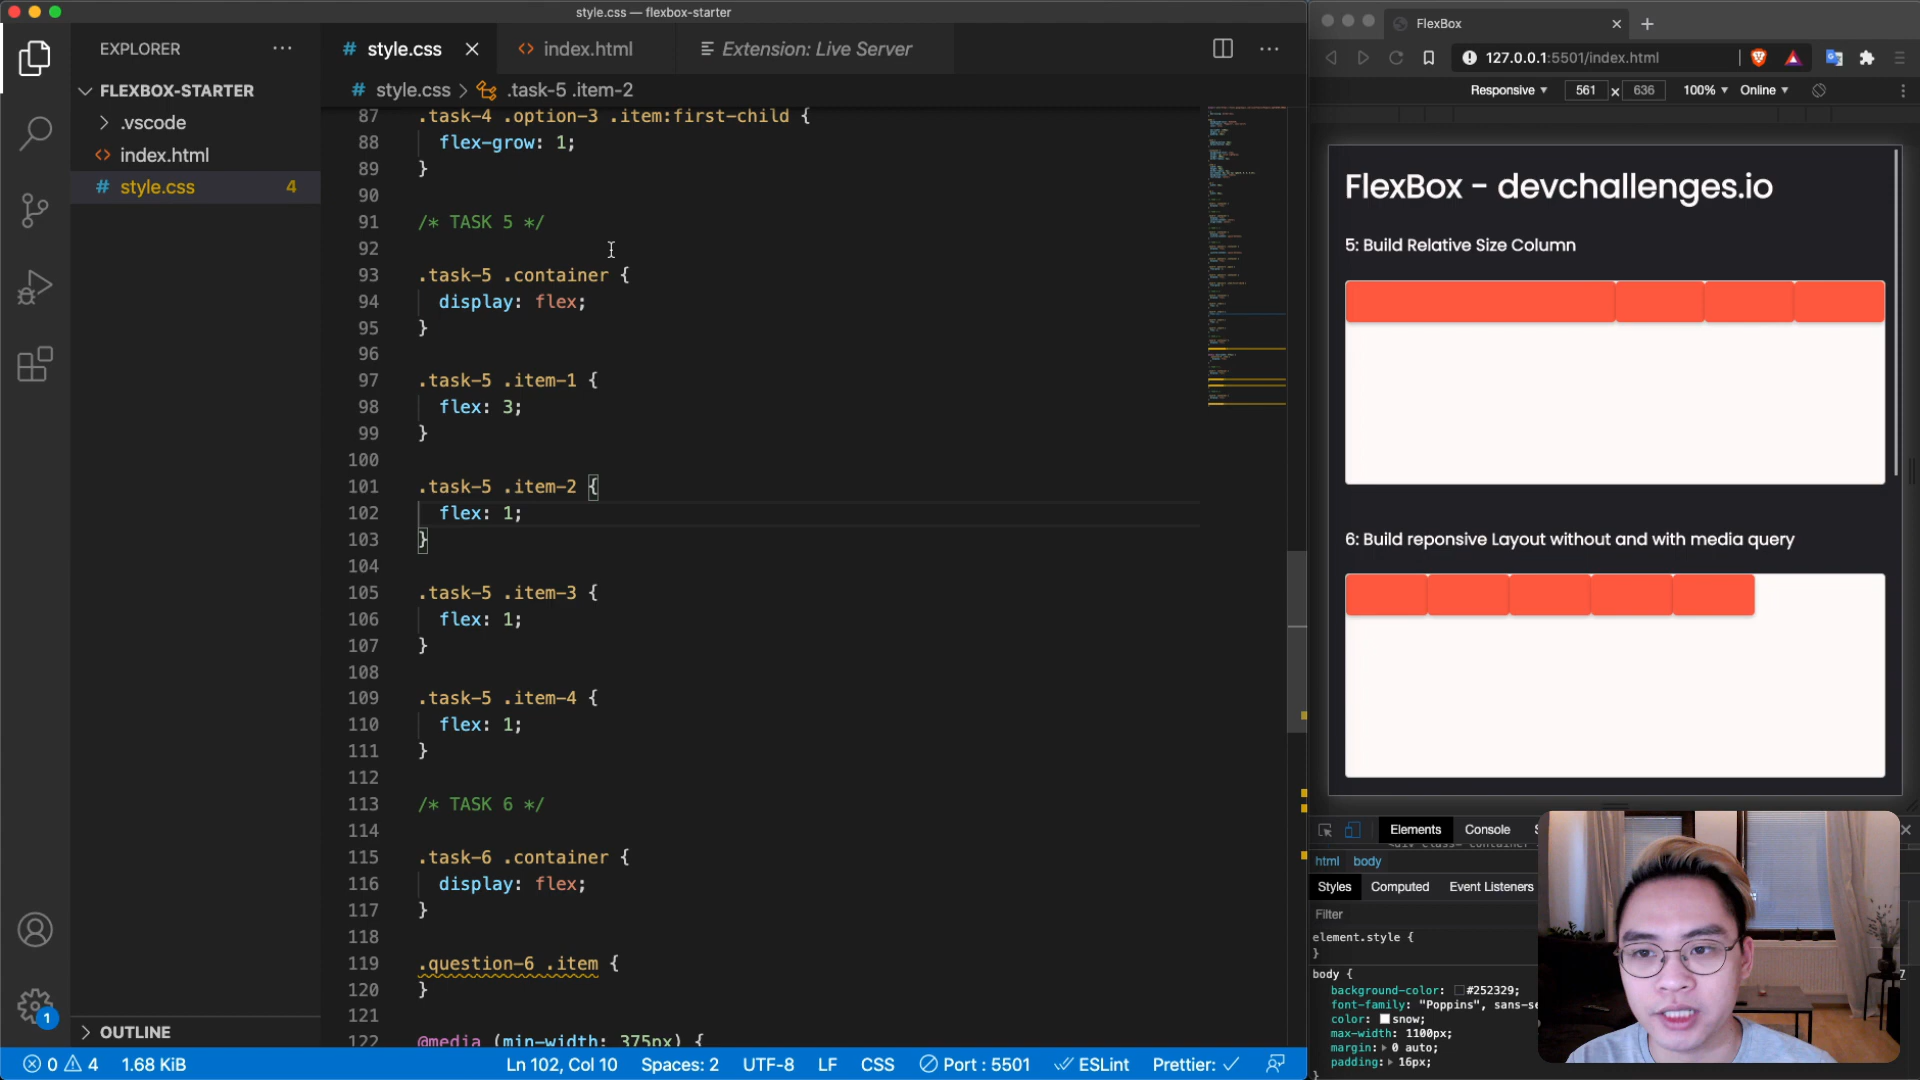 style.css — flexbox-starter
EXPLORER
FLEXBOX-STARTER
.vscode
index.html
style.css 4
OUTLINE
style.css
index.html
Extension: Live Server
style.css > .task-5 .item-2
87 .task-4 .option-3 .item:first-child {
88 flex-grow: 1;
89 }
90
91 /* TASK 5 */
92
93 .task-5 .container {
94 display: flex;
95 }
96
97 .task-5 .item-1 {
98 flex: 3;
99 }
100
101 .task-5 .item-2 {
102 flex: 1;
103 }
104
105 .task-5 .item-3 {
106 flex: 1;
107 }
108
109 .task-5 .item-4 {
110 flex: 1;
111 }
112
113 /* TASK 6 */
114
115 .task-6 .container {
116 display: flex;
117 }
118
119 .question-6 .item {
120 }
121
122 @media (min-width: 375px) {
1
0 4 1.68 KiB
Ln 102, Col 10 Spaces: 2 UTF-8 LF CSS Port : 5501 ESLint Prettier: ✓
FlexBox
127.0.0.1:5501/index.html
Responsive 561 x 636 100% Online
FlexBox - devchallenges.io
5: Build Relative Size Column
6: Build reponsive Layout without and with media query
Elements Console
html body
Styles Computed Event Listeners
Filter
element.style {
}
body {
background-color: #252329;
font-family: "Poppins", sans-se
color: snow;
max-width: 1100px;
margin: 0 auto;
padding: 16px;
}